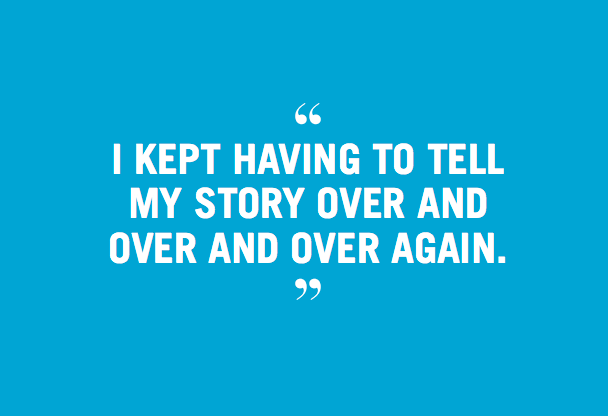 “
I KEPT HAVING TO TELL
MY STORY OVER AND
OVER AND OVER AGAIN.
”